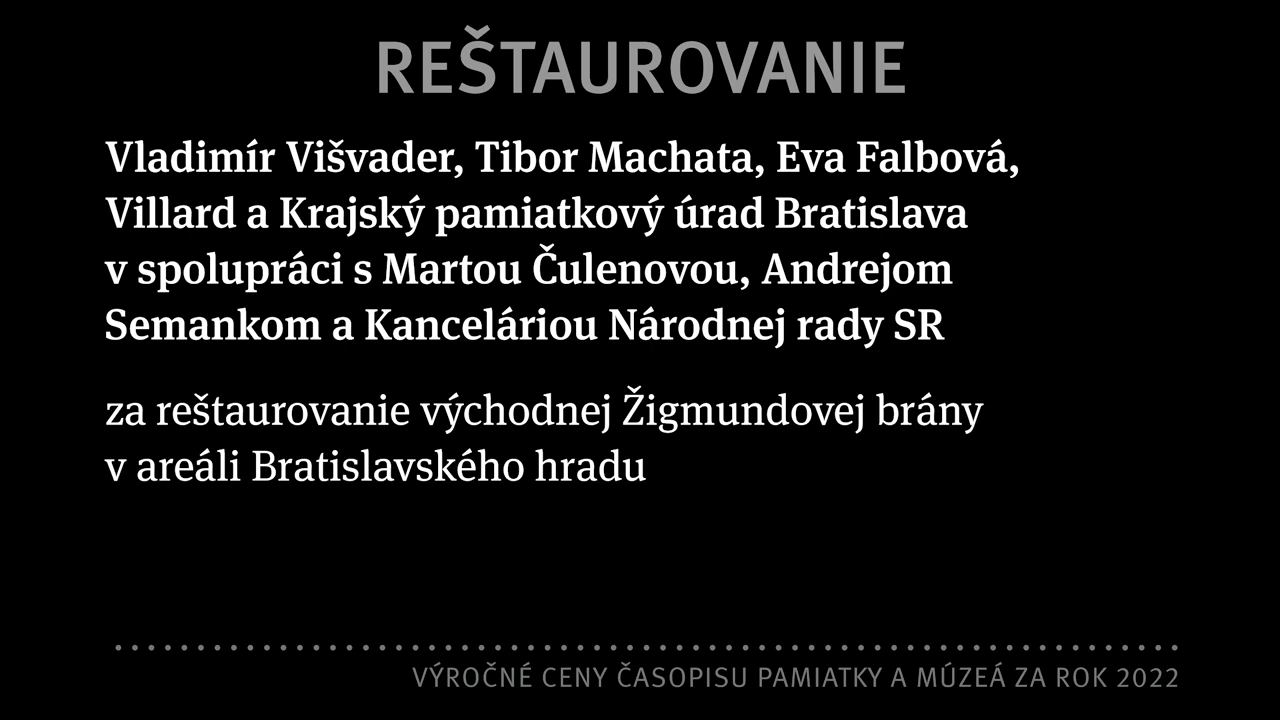 REŠTAUROVANIE
Vladimír Višvader, Tibor Machata, Eva Falbová,
Villard a Krajský pamiatkový úrad Bratislava
v spolupráci s Martou Čulenovou, Andrejom
Semankom a Kanceláriou Národnej rady SR
za reštaurovanie východnej Žigmundovej brány
v areáli Bratislavského hradu
VÝROČNÉ CENY ČASOPISU PAMIATKY A MÚZEÁ ZA ROK 2022